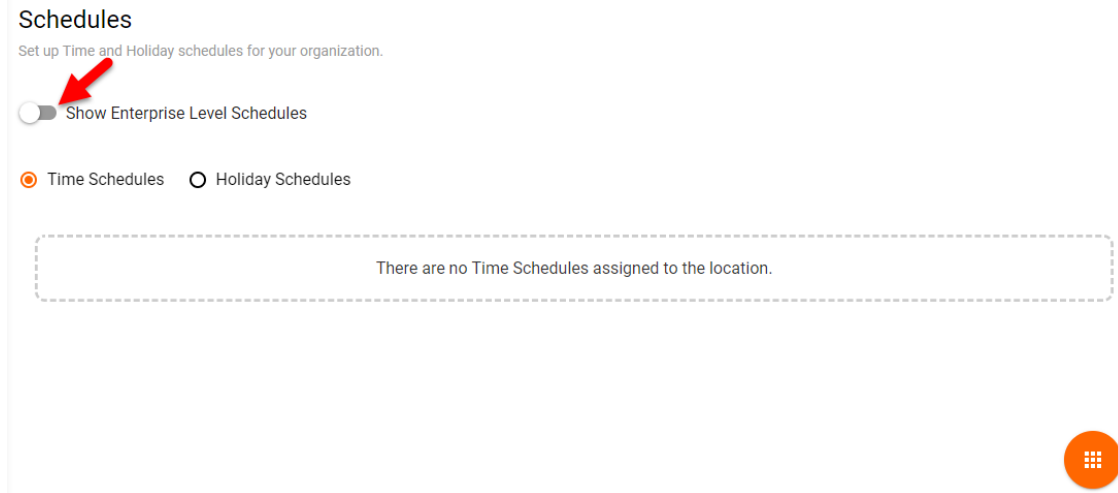 Schedules
Set up Time and Holiday schedules for your organization.
Show Enterprise Level Schedules
Time Schedules Holiday Schedules
There are no Time Schedules assigned to the location.